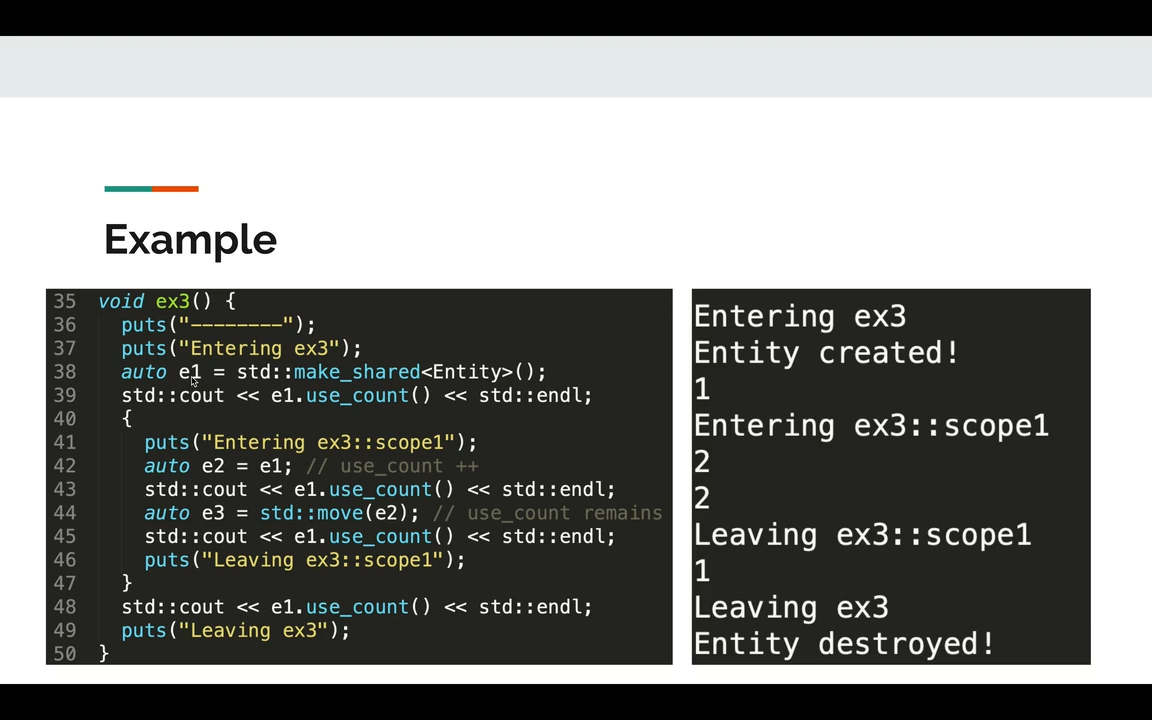 Example
35 void ex3() {
36   puts("--------");
37   puts("Entering ex3");
38   auto e1 = std::make_shared<Entity>();
39   std::cout << e1.use_count() << std::endl;
40   {
41     puts("Entering ex3::scope1");
42     auto e2 = e1; // use_count ++
43     std::cout << e1.use_count() << std::endl;
44     auto e3 = std::move(e2); // use_count remains
45     std::cout << e1.use_count() << std::endl;
46     puts("Leaving ex3::scope1");
47   }
48   std::cout << e1.use_count() << std::endl;
49   puts("Leaving ex3");
50 }
Entering ex3
Entity created!
1
Entering ex3::scope1
2
2
Leaving ex3::scope1
1
Leaving ex3
Entity destroyed!